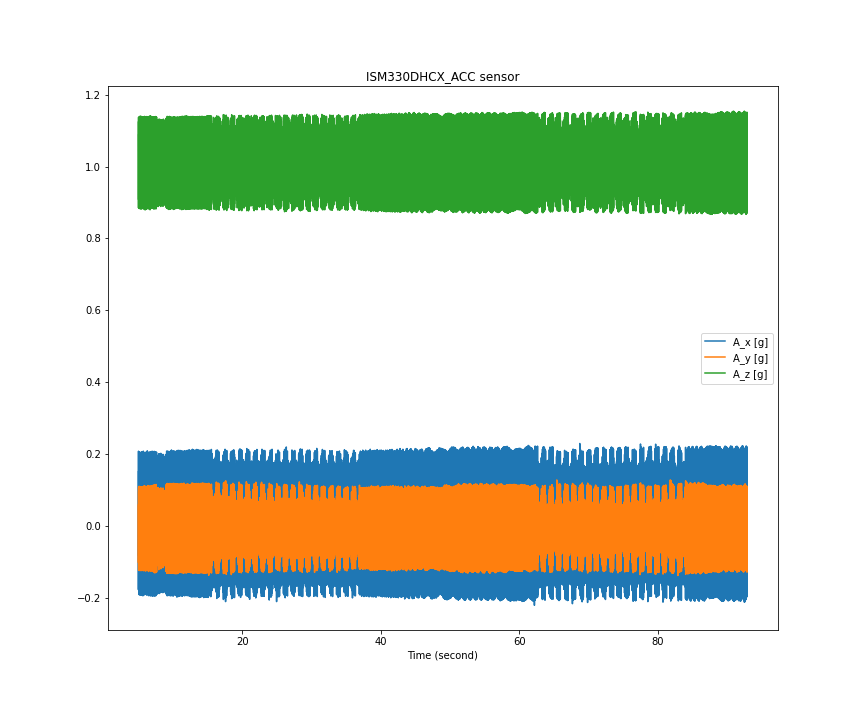 ISM330DHCX_ACC sensor
1.2
1.0
0.8
0.6
0.4
0.2
0.0
−0.2
A_x [g]
A_y [g]
A_z [g]
20
40
60
80
Time (second)